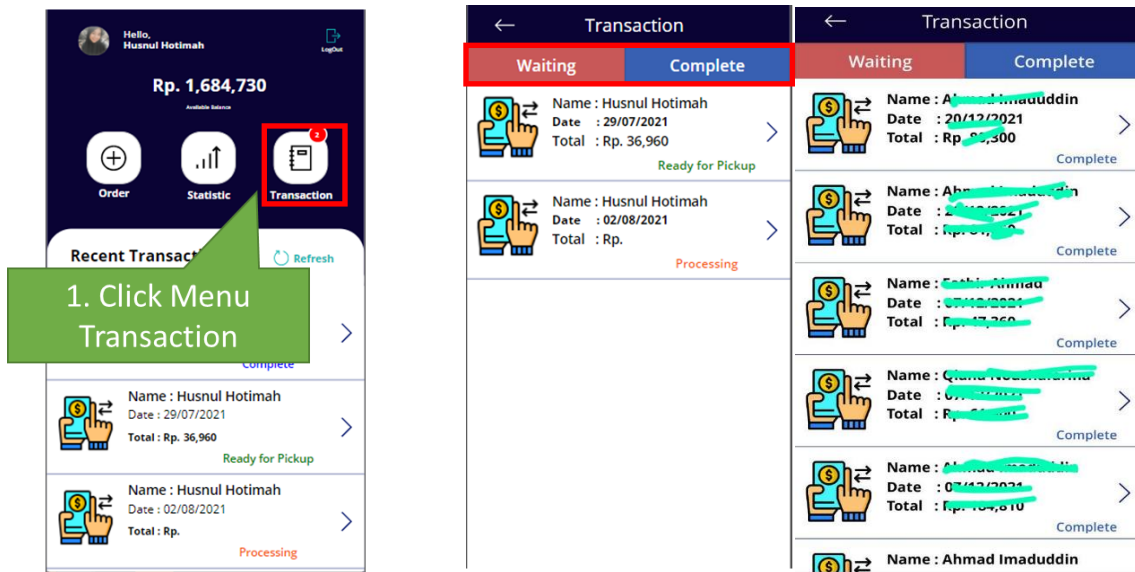 Hello,
Husnul Hotimah
LogOut
Rp. 1,684,730
Available Balance
2
Order
Statistic
Transaction
Recent Transact
Refresh
1. Click Menu
Transaction
Complete
Name : Husnul Hotimah
Date : 29/07/2021
Total : Rp. 36,960
Ready for Pickup
Name : Husnul Hotimah
Date : 02/08/2021
Total : Rp.
Processing
Transaction
Waiting
Complete
Name : Husnul Hotimah
Date : 29/07/2021
Total : Rp. 36,960
Ready for Pickup
Name : Husnul Hotimah
Date : 02/08/2021
Total : Rp.
Processing
Transaction
Waiting
Complete
Name :
Date : 20/12/2021
Total : Rp.
Complete
Name :
Date :
Total :
Complete
Name :
Date :
Total :
Complete
Name :
Date :
Total :
Complete
Name :
Date :
Total :
Complete
Name : Ahmad Imaduddin